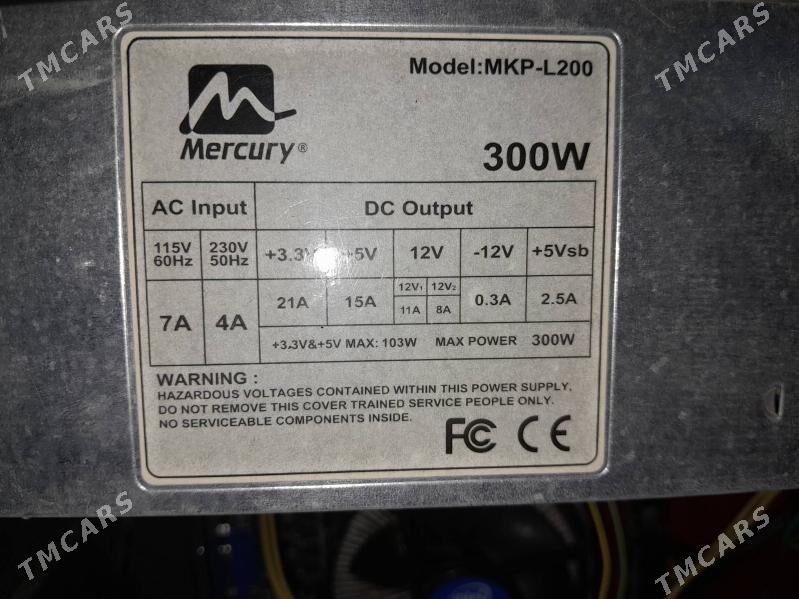 TMCARS
TMCARS
Model:MKP-L200
Mercury®
300W
AC Input DC Output
115V 60Hz 230V 50Hz +3.3V +5V 12V -12V +5Vsb
7A 4A 21A 15A 12V1 12V2 0.3A 2.5A
11A 8A
+3.3V&+5V MAX: 103W MAX POWER 300W
WARNING :
HAZARDOUS VOLTAGES CONTAINED WITHIN THIS POWER SUPPLY,
DO NOT REMOVE THIS COVER TRAINED SERVICE PEOPLE ONLY.
NO SERVICEABLE COMPONENTS INSIDE.
FCC CE
TMCARS
TMCARS